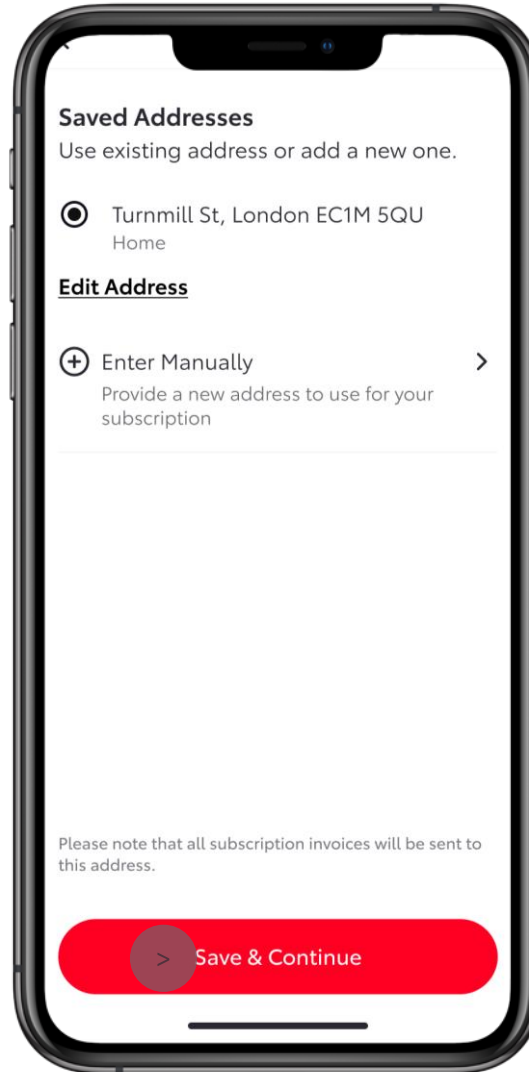 Saved Addresses
Use existing address or add a new one.
Turnmill St, London EC1M 5QU
Home
Edit Address
Enter Manually
Provide a new address to use for your
subscription
Please note that all subscription invoices will be sent to
this address.
> Save & Continue